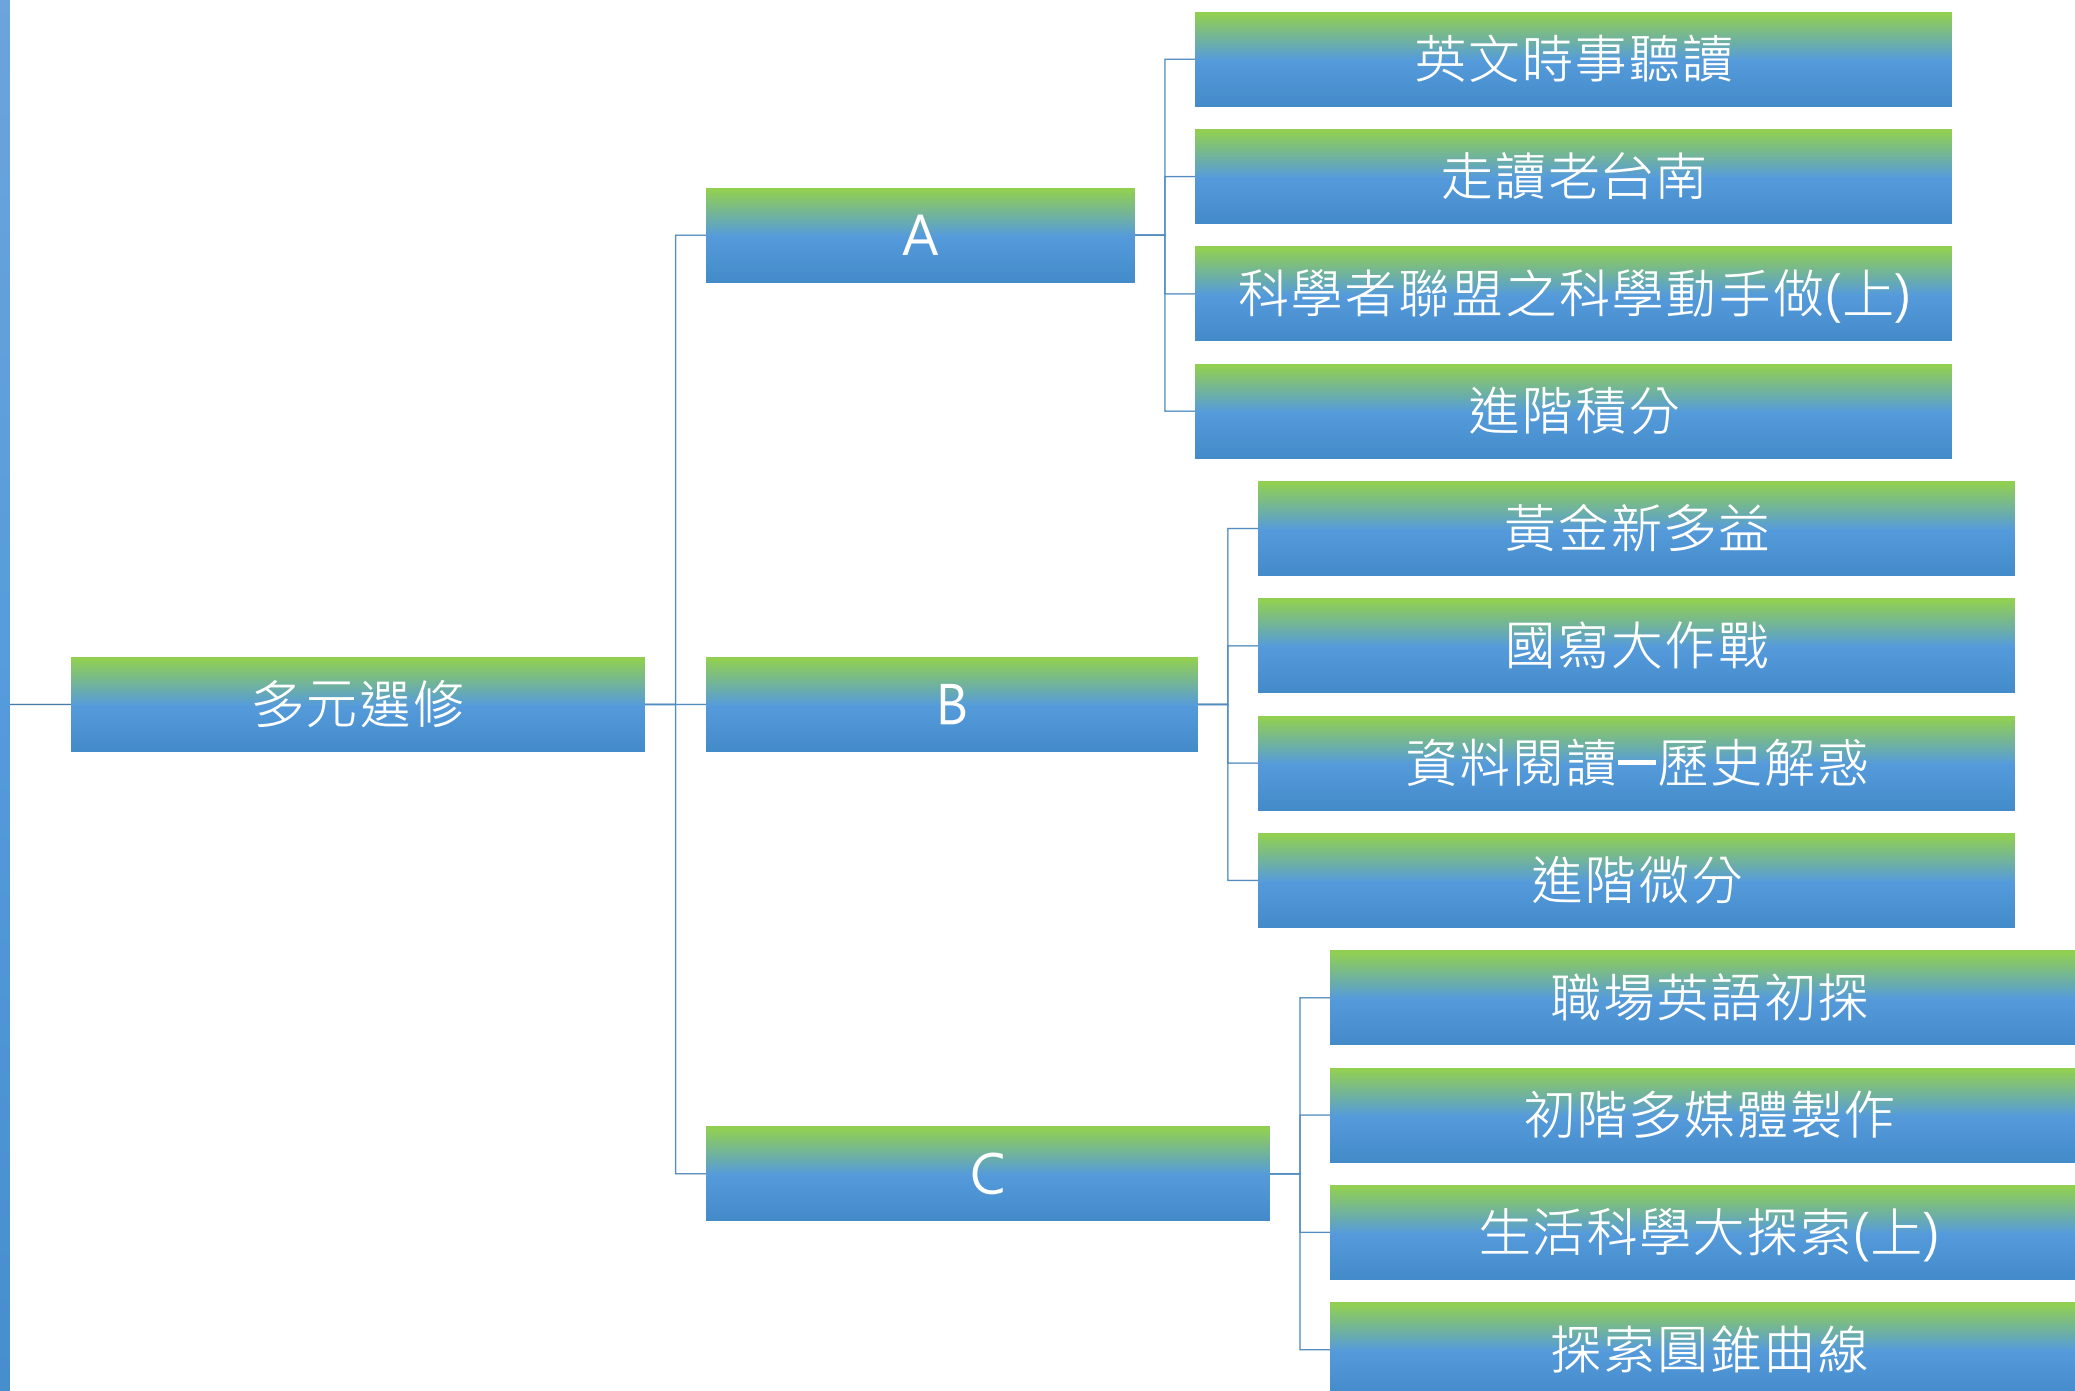 多元選修
A
英文時事聽讀
走讀老台南
科學者聯盟之科學動手做(上)
進階積分
B
黃金新多益
國寫大作戰
資料閱讀─歷史解惑
進階微分
C
職場英語初探
初階多媒體製作
生活科學大探索(上)
探索圓錐曲線